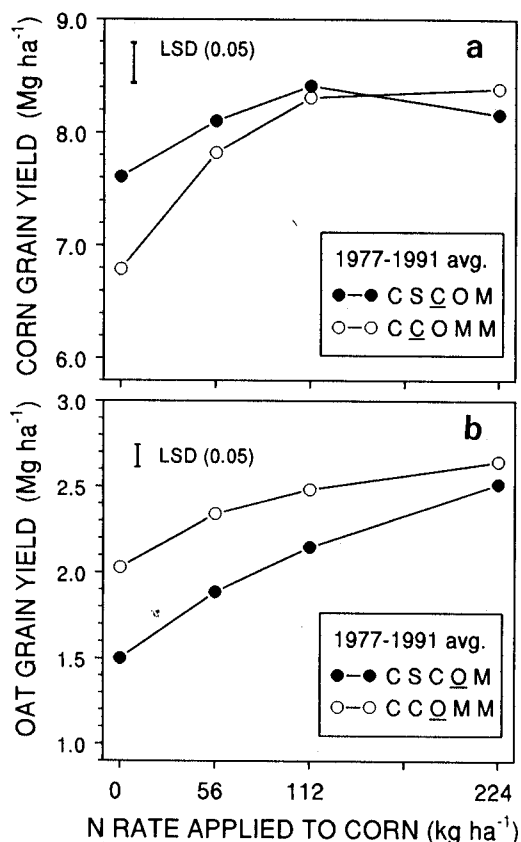 CORN GRAIN YIELD (Mg ha⁻¹)
9.0
8.0
7.0
6.0
LSD (0.05)
a
1977-1991 avg.
C S C O M
C C O M M
OAT GRAIN YIELD (Mg ha⁻¹)
3.0
2.5
2.0
1.5
1.0
LSD (0.05)
b
1977-1991 avg.
C S C O M
C C O M M
0 56 112 224
N RATE APPLIED TO CORN (kg ha⁻¹)